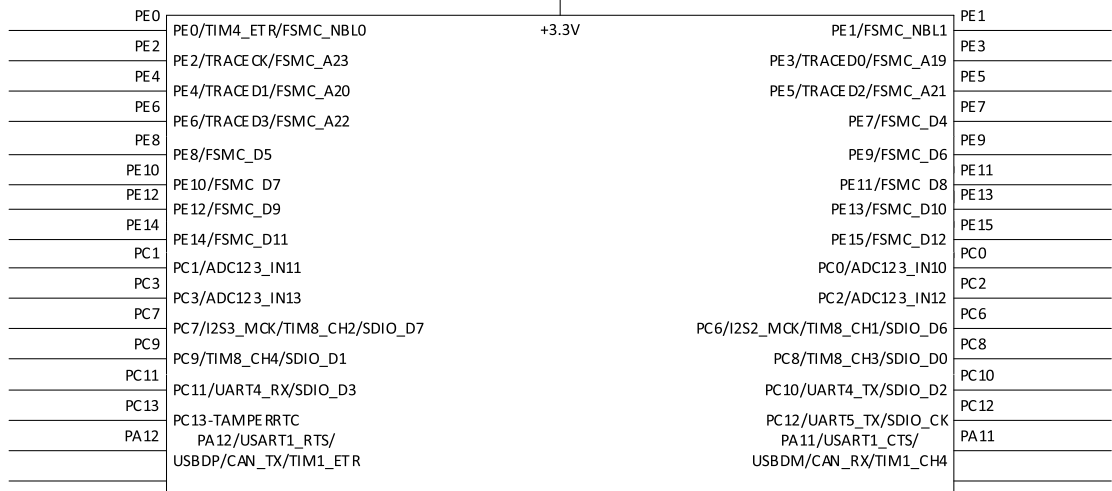 PE0 PE1
PE0/TIM4_ETR/FSMC_NBL0 +3.3V PE1/FSMC_NBL1
PE2 PE3
PE2/TRACECK/FSMC_A23 PE3/TRACED0/FSMC_A19
PE4 PE5
PE4/TRACED1/FSMC_A20 PE5/TRACED2/FSMC_A21
PE6 PE7
PE6/TRACED3/FSMC_A22 PE7/FSMC_D4
PE8 PE9
PE8/FSMC_D5 PE9/FSMC_D6
PE10 PE11
PE10/FSMC_D7 PE11/FSMC_D8
PE12 PE13
PE12/FSMC_D9 PE13/FSMC_D10
PE14 PE15
PE14/FSMC_D11 PE15/FSMC_D12
PC1 PC0
PC1/ADC123_IN11 PC0/ADC123_IN10
PC3 PC2
PC3/ADC123_IN13 PC2/ADC123_IN12
PC7 PC6
PC7/I2S3_MCK/TIM8_CH2/SDIO_D7 PC6/I2S2_MCK/TIM8_CH1/SDIO_D6
PC9 PC8
PC9/TIM8_CH4/SDIO_D1 PC8/TIM8_CH3/SDIO_D0
PC11 PC10
PC11/UART4_RX/SDIO_D3 PC10/UART4_TX/SDIO_D2
PC13 PC12
PC13-TAMPERRTC PC12/UART5_TX/SDIO_CK
PA12 PA12/USART1_RTS/ PA11/USART1_CTS/ PA11
USBDP/CAN_TX/TIM1_ETR USBDM/CAN_RX/TIM1_CH4